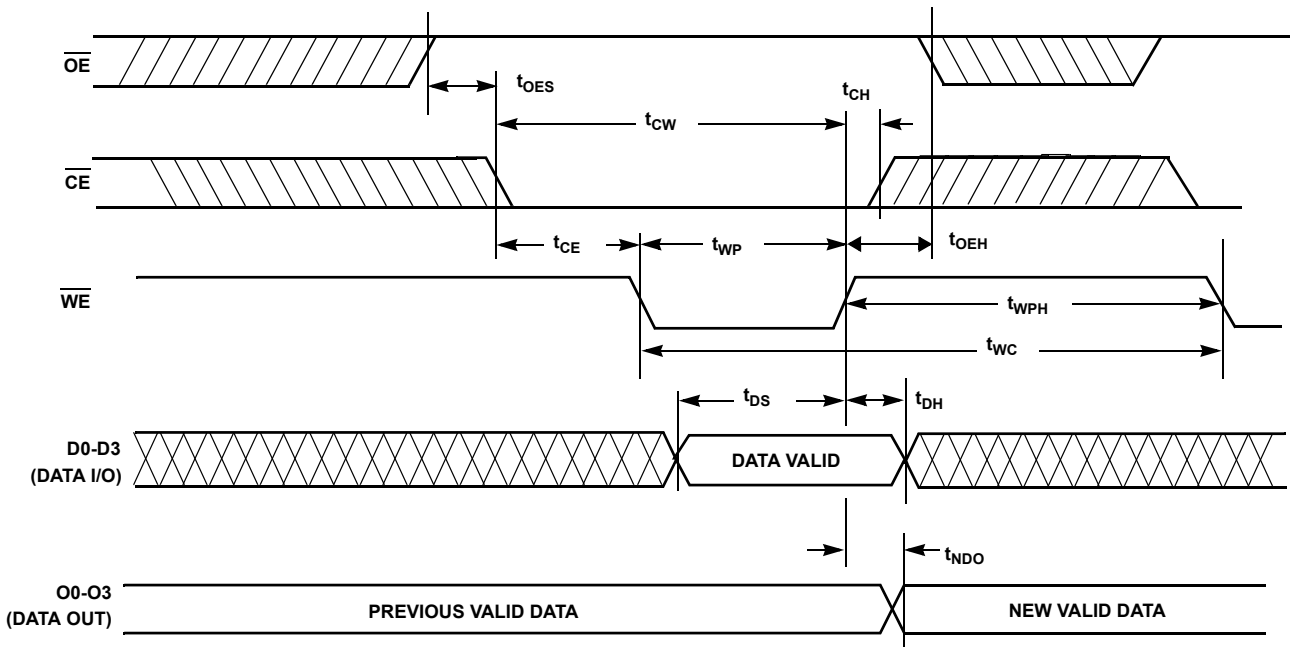 OE
tOES
tCH
tCW
CE
tCE
tWP
tOEH
WE
tWPH
tWC
tDS
tDH
D0-D3
(DATA I/O)
DATA VALID
tNDO
O0-O3
(DATA OUT)
PREVIOUS VALID DATA
NEW VALID DATA